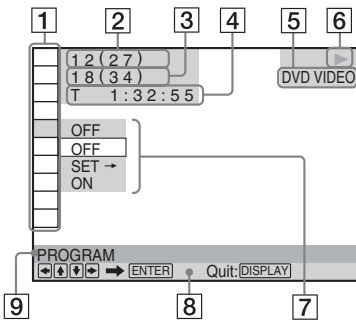 1 2 3 4 5 6
12(27)
18(34)
T 1:32:55
DVD VIDEO
OFF
OFF
SET →
ON
PROGRAM
← ↑ ↓ → ➡ ENTER Quit: DISPLAY
9 8 7